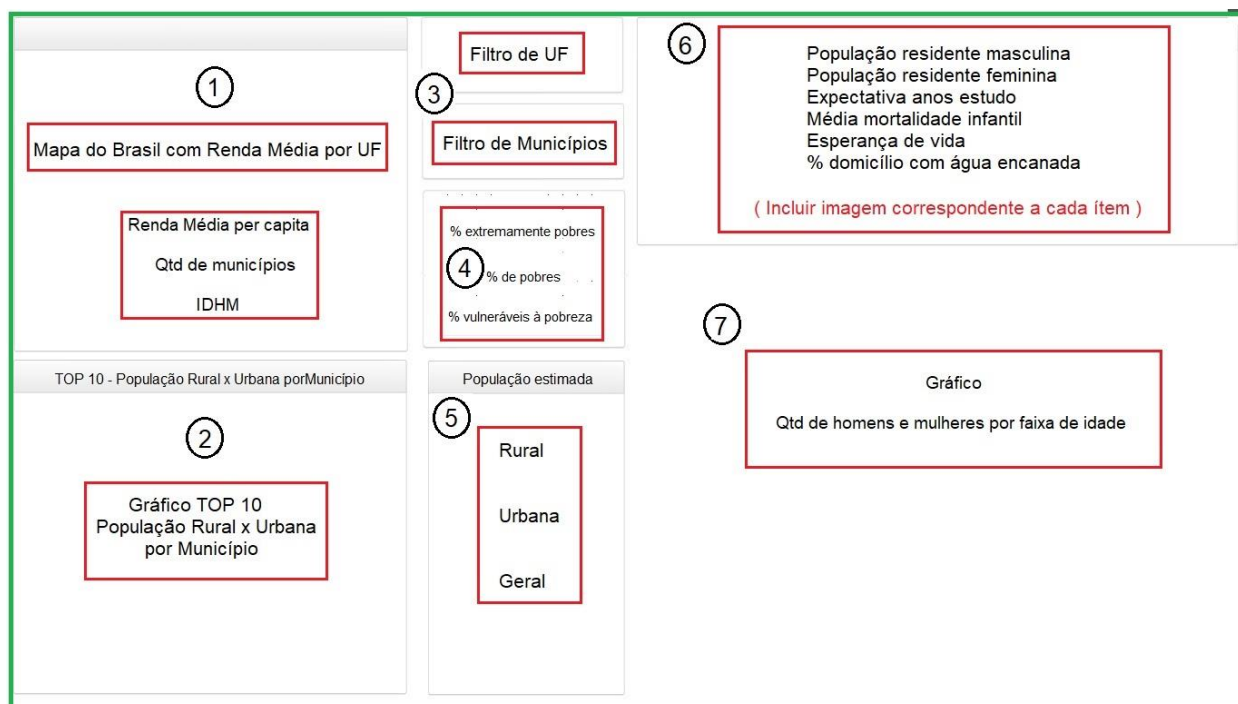 1
Mapa do Brasil com Renda Média por UF
Renda Média per capita
Qtd de municípios
IDHM
TOP 10 - População Rural x Urbana porMunicípio
2
Gráfico TOP 10
População Rural x Urbana
por Município
Filtro de UF
3
Filtro de Municípios
% extremamente pobres
4
% de pobres
% vulneráveis à pobreza
População estimada
5
Rural
Urbana
Geral
6
População residente masculina
População residente feminina
Expectativa anos estudo
Média mortalidade infantil
Esperança de vida
% domicílio com água encanada
( Incluir imagem correspondente a cada ítem )
7
Gráfico
Qtd de homens e mulheres por faixa de idade